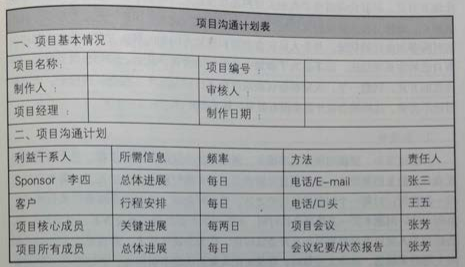 项目沟通计划表
一、项目基本情况
项目名称： 项目编号：
制作人： 审核人：
项目经理： 制作日期：
二、项目沟通计划
利益干系人 所需信息 频率 方法 责任人
Sponsor 李四 总体进展 每日 电话/E-mail 张三
客户 行程安排 每日 电话/口头 王五
项目核心成员 关键进展 每两日 项目会议 张芳
项目所有成员 总体进展 每日 会议纪要/状态报告 张芳